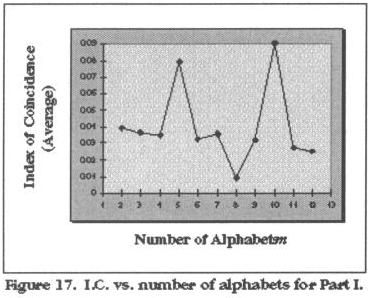 Index of Coincidence
(Average)
0.09
0.08
0.07
0.06
0.05
0.04
0.03
0.02
0.01
0
1 2 3 4 5 6 7 8 9 10 11 12 13
Number of Alphabetsm
Figure 17. I.C. vs. number of alphabets for Part I.